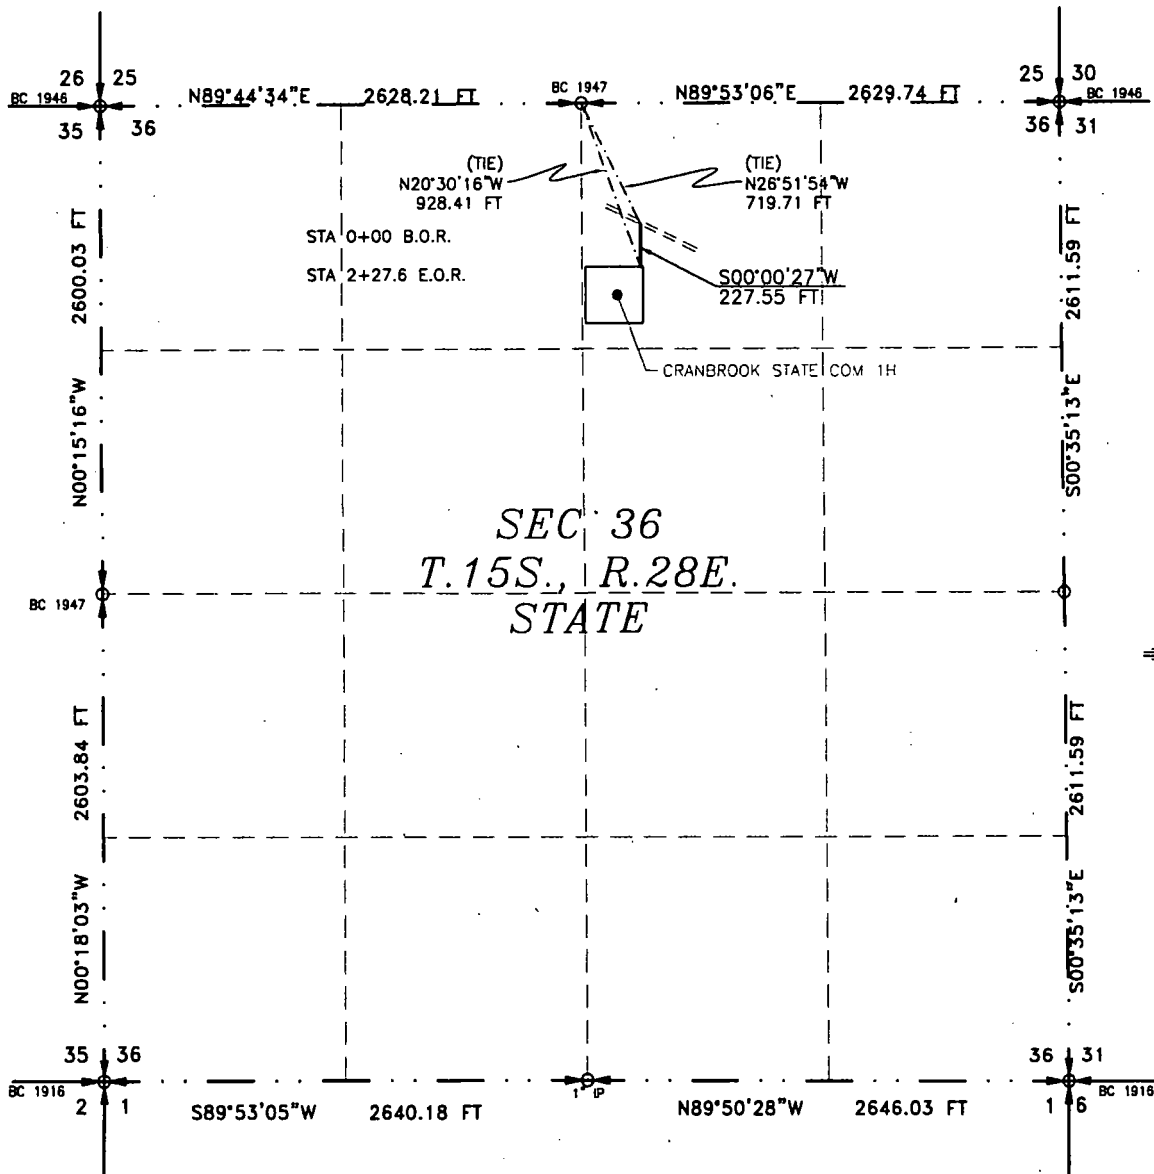 26 25
25 30
BC 1946
N89°44'34"E 2628.21 FT
BC 1947
N89°53'06"E 2629.74 FT
BC 1946
35 36
36 31
(TIE)
N20°30'16"W
928.41 FT
(TIE)
N26°51'54"W
719.71 FT
STA 0+00 B.O.R.
STA 2+27.6 E.O.R.
S00°00'27"W
227.55 FT
2600.03 FT
2611.59 FT
CRANBROOK STATE COM 1H
N00°15'16"W
S00°35'13"E
SEC 36
T.15S., R.28E.
STATE
BC 1947
2603.84 FT
2611.59 FT
N00°18'03"W
S00°35'13"E
35 36
36 31
BC 1916
1" IP
BC 1916
2 1
S89°53'05"W 2640.18 FT
N89°50'28"W 2646.03 FT
1 6